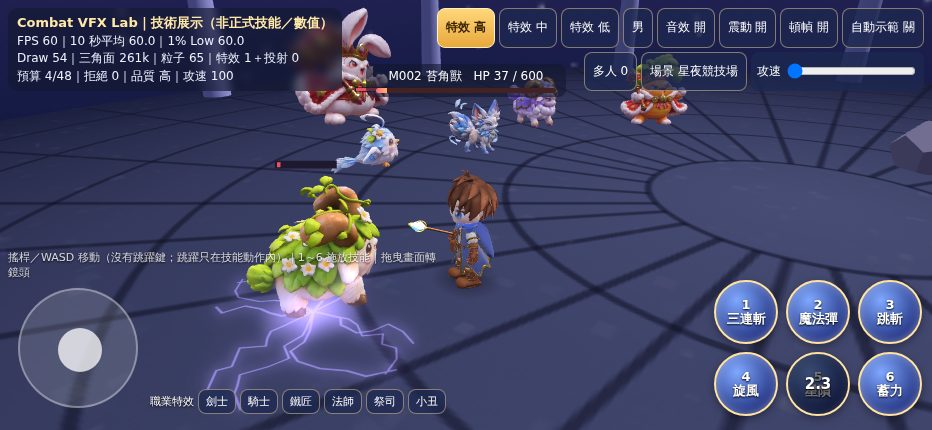 Combat VFX Lab｜技術展示（非正式技能／數值）
FPS 60｜10 秒平均 60.0｜1% Low 60.0
Draw 54｜三角面 261k｜粒子 65｜特效 1＋投射 0
預算 4/48｜拒絕 0｜品質 高｜攻速 100
特效 高
特效 中
特效 低
男
音效 開
震動 開
頓幀 開
自動示範 關
多人 0
場景 星夜競技場
攻速
M002 苔角獸 HP 37 / 600
搖桿／WASD 移動（沒有跳躍鍵；跳躍只在技能動作內）｜1～6 施放技能｜拖曳畫面轉
鏡頭
1
三連斬
2
魔法彈
3
跳斬
4
旋風
2.3
6
蓄力
職業特效
劍士
騎士
鐵匠
法師
祭司
小丑